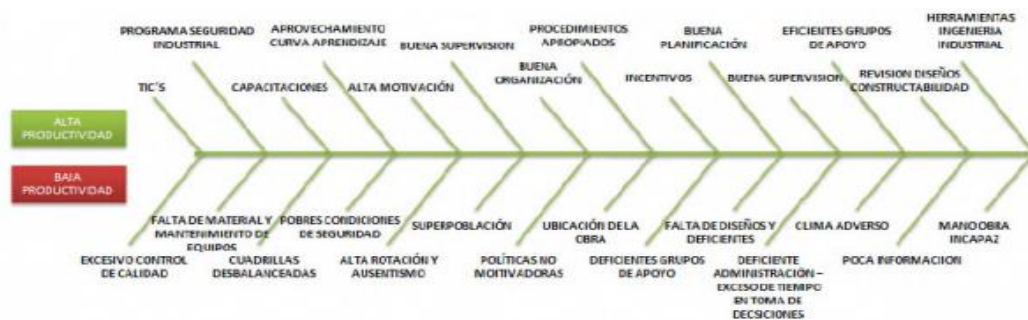 HERRAMIENTAS
INGENIERIA
INDUSTRIAL
PROGRAMA SEGURIDAD
INDUSTRIAL
APROVECHAMIENTO
CURVA APRENDIZAJE
BUENA SUPERVISION
PROCEDIMIENTOS
APROPIADOS
BUENA
PLANIFICACIÓN
EFICIENTES GRUPOS
DE APOYO
TIC´S
CAPACITACIONES
ALTA MOTIVACIÓN
BUENA
ORGANIZACIÓN
INCENTIVOS
BUENA SUPERVISION
REVISION DISEÑOS
CONSTRUCTABILIDAD
ALTA
PRODUCTIVIDAD
BAJA
PRODUCTIVIDAD
FALTA DE MATERIAL Y
MANTENIMIENTO DE
EQUIPOS
POBRES CONDICIONES
DE SEGURIDAD
SUPERPOBLACIÓN
UBICACIÓN DE LA
OBRA
FALTA DE DISEÑOS Y
DEFICIENTES
CLIMA ADVERSO
MANO OBRA
INCAPAZ
EXCESIVO CONTROL
DE CALIDAD
CUADRILLAS
DESBALANCEADAS
ALTA ROTACIÓN Y
AUSENTISMO
POLÍTICAS NO
MOTIVADORAS
DEFICIENTES GRUPOS
DE APOYO
DEFICIENTE
ADMINISTRACIÓN –
EXCESO DE TIEMPO
EN TOMA DE
DECSICIONES
POCA INFORMACIION